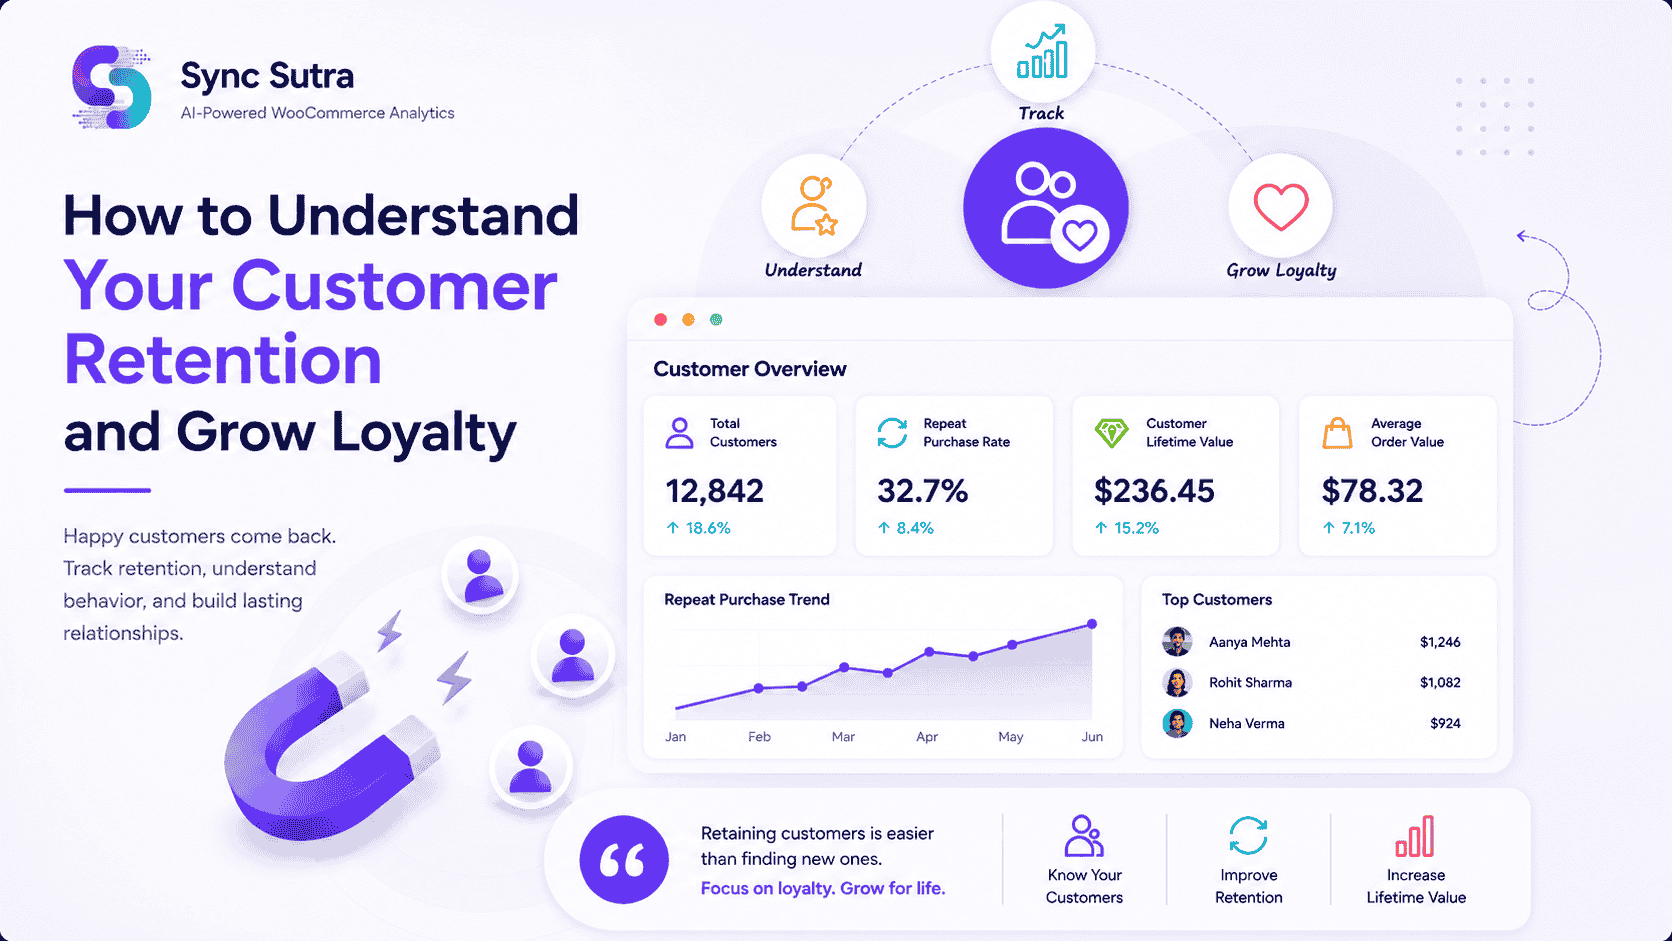 Sync Sutra
AI-Powered WooCommerce Analytics
How to Understand
Your Customer
Retention
and Grow Loyalty
Happy customers come back.
Track retention, understand
behavior, and build lasting
relationships.
Track
Understand
Grow Loyalty
Customer Overview
Total
Customers
12,842
↑ 18.6%
Repeat
Purchase Rate
32.7%
↑ 8.4%
Customer
Lifetime Value
$236.45
↑ 15.2%
Average
Order Value
$78.32
↑ 7.1%
Repeat Purchase Trend
Jan Feb Mar Apr May Jun
Top Customers
Aanya Mehta $1,246
Rohit Sharma $1,082
Neha Verma $924
Retaining customers is easier
than finding new ones.
Focus on loyalty. Grow for life.
Know Your
Customers
Improve
Retention
Increase
Lifetime Value